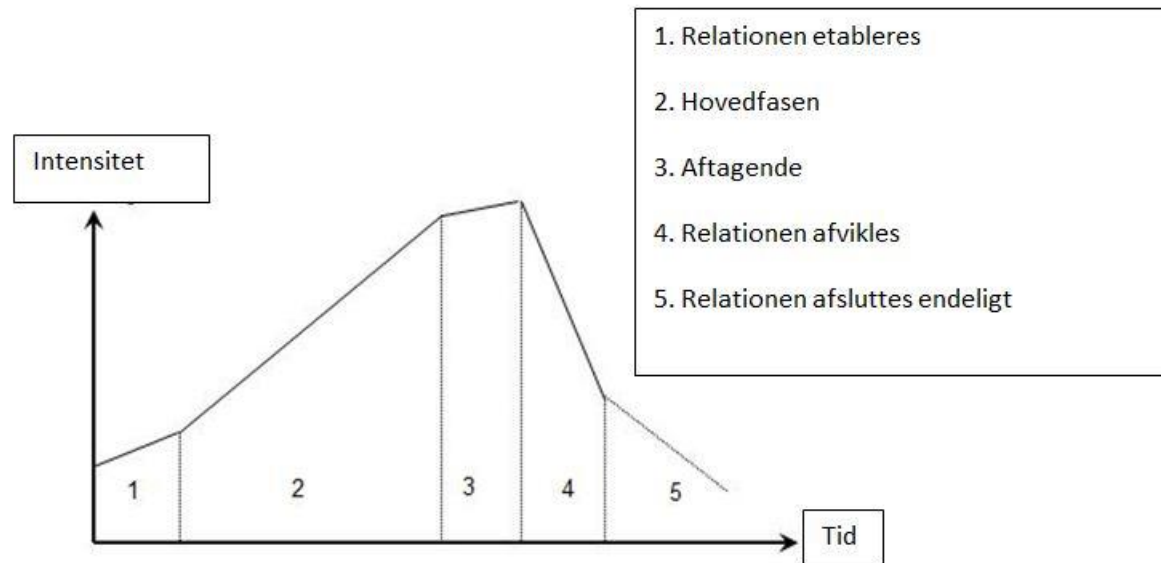 1. Relationen etableres
2. Hovedfasen
3. Aftagende
4. Relationen afvikles
5. Relationen afsluttes endeligt
Intensitet
1
2
3
4
5
Tid